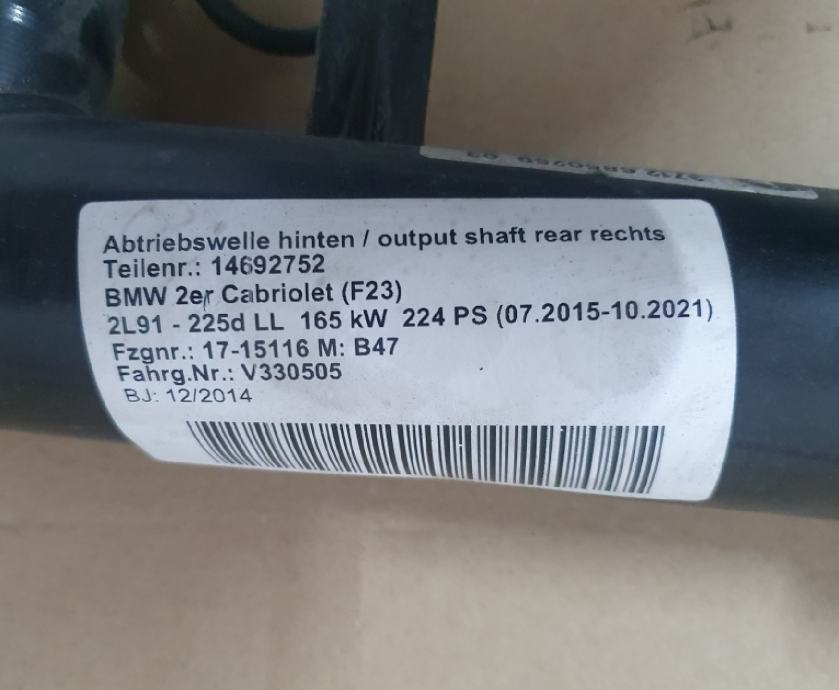 Abtriebswelle hinten / output shaft rear rechts
Teilenr.: 14692752
BMW 2er Cabriolet (F23)
2L91 - 225d LL 165 kW 224 PS (07.2015-10.2021)
Fzgnr.: 17-15116 M: B47
Fahrg.Nr.: V330505
BJ: 12/2014